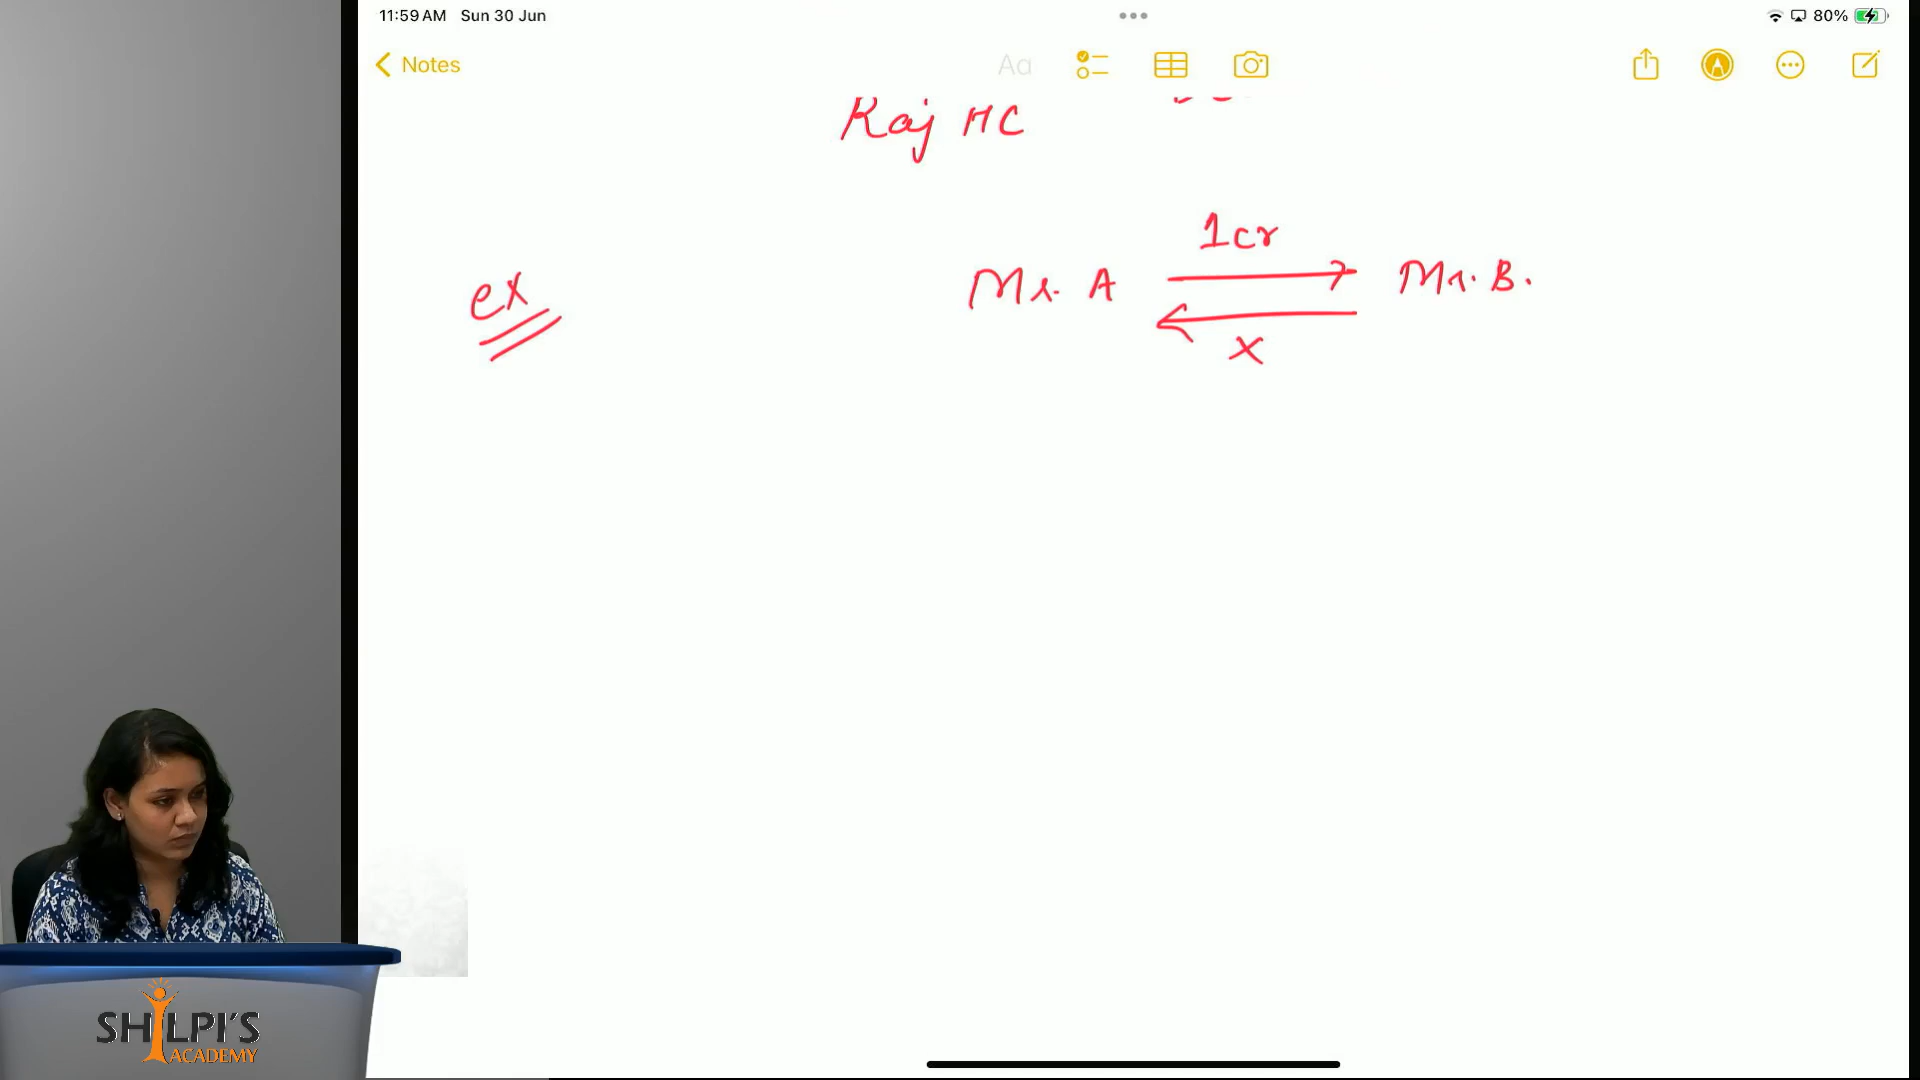 11:59 AM Sun 30 Jun
80%
Notes
Aa
Raj HC
1cr
ex
Mr. A
Mr. B.
x
SHILPI'S
ACADEMY